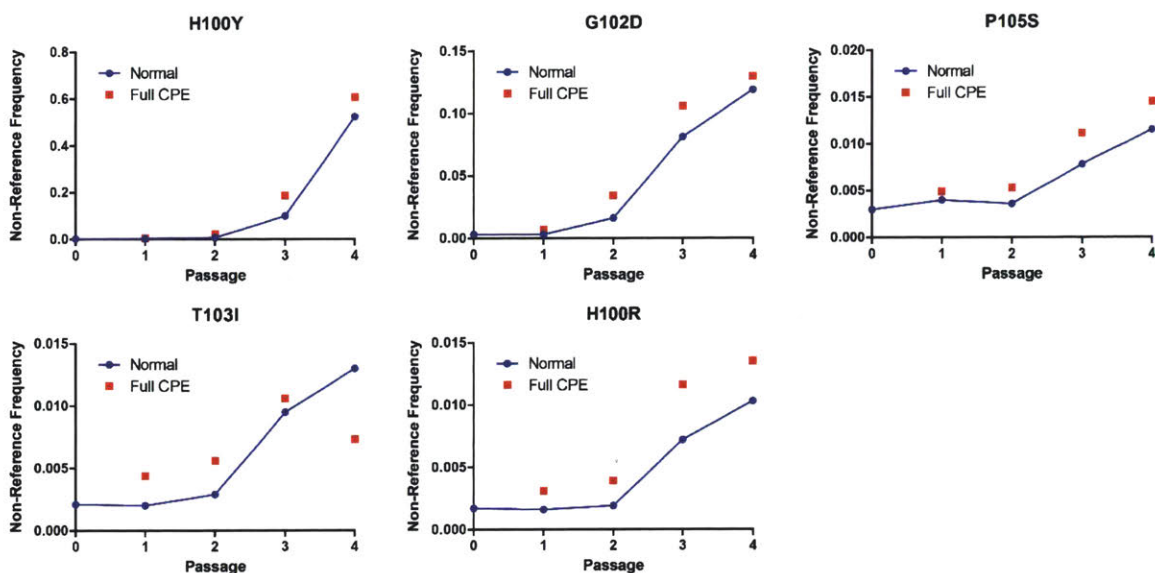 H100Y
Non-Reference Frequency
0.8
0.6
0.4
0.2
0.0
Normal
Full CPE
0 1 2 3 4
Passage
G102D
Non-Reference Frequency
0.15
0.10
0.05
0.00
Normal
Full CPE
0 1 2 3 4
Passage
P105S
Non-Reference Frequency
0.020
0.015
0.010
0.005
0.000
Normal
Full CPE
0 1 2 3 4
Passage
T103I
Non-Reference Frequency
0.015
0.010
0.005
0.000
Normal
Full CPE
0 1 2 3 4
Passage
H100R
Non-Reference Frequency
0.015
0.010
0.005
0.000
Normal
Full CPE
0 1 2 3 4
Passage